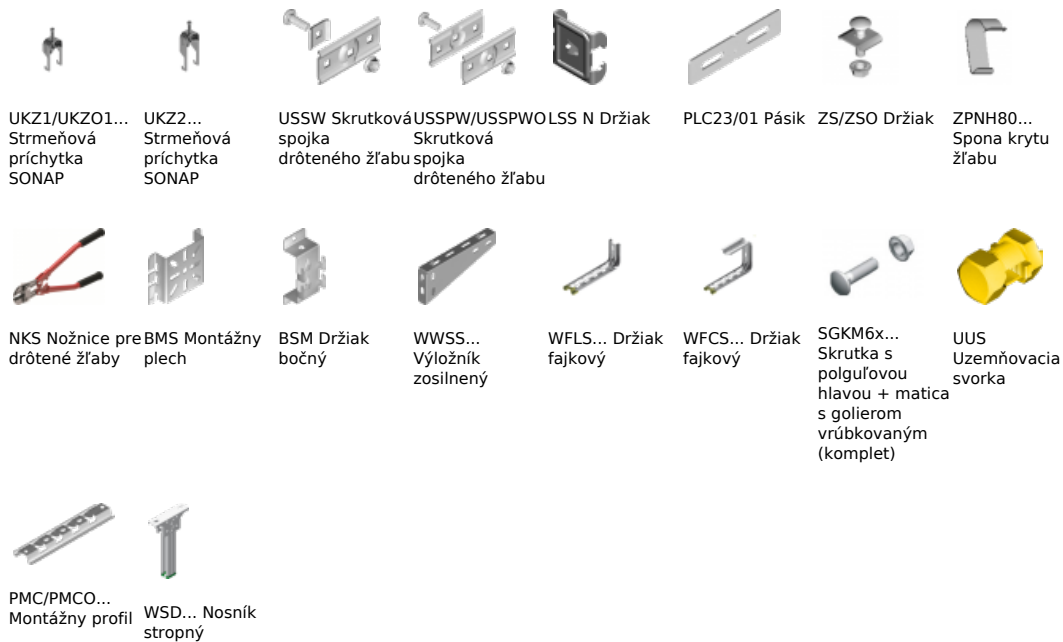 UKZ1/UKZO1...
Strmeňová
príchytka
SONAP
UKZ2...
Strmeňová
príchytka
SONAP
USSW Skrutková
spojka
drôteného žľabu
USSPW/USSPWO
Skrutková
spojka
drôteného žľabu
LSS N Držiak
PLC23/01 Pásik
ZS/ZSO Držiak
ZPNH80...
Spona krytu
žľabu
NKS Nožnice pre
drôtené žľaby
BMS Montážny
plech
BSM Držiak
bočný
WWSS...
Výložník
zosilnený
WFLS... Držiak
fajkový
WFCS... Držiak
fajkový
SGKM6x...
Skrutka s
polguľovou
hlavou + matica
s golierom
vrúbkovaným
(komplet)
UUS
Uzemňovacia
svorka
PMC/PMCO...
Montážny profil
WSD... Nosník
stropný